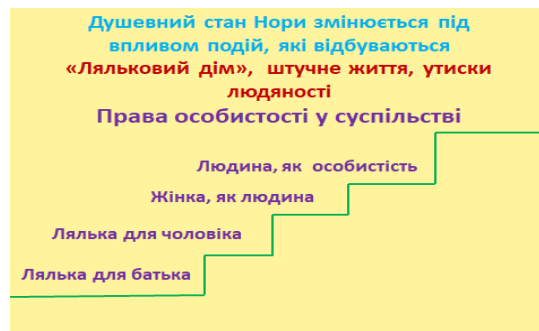 Душевний стан Нори змінюється під
впливом подій, які відбуваються
«Ляльковий дім», штучне життя, утиски
людяності
Права особистості у суспільстві
Людина, як особистість
Жінка, як людина
Лялька для чоловіка
Лялька для батька